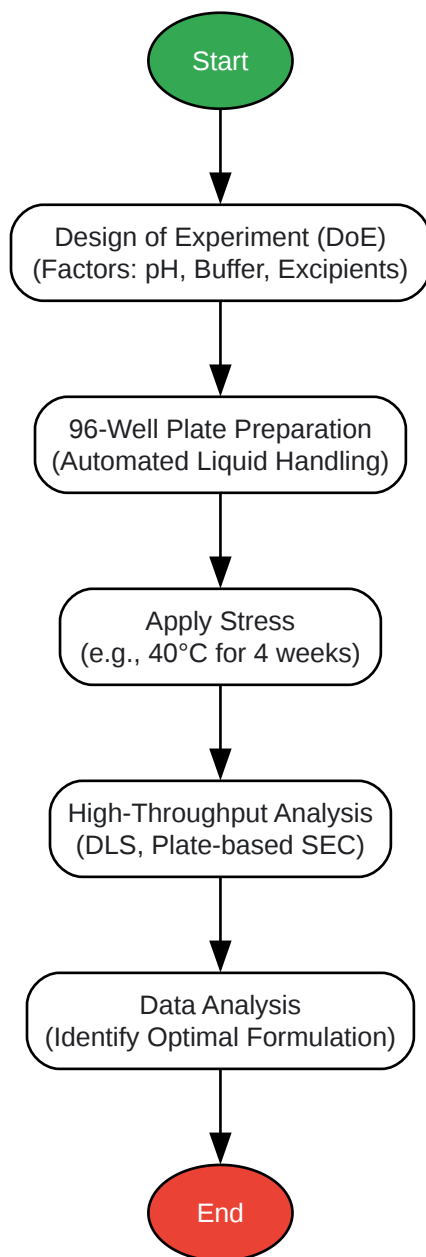 Start
Design of Experiment (DoE)
(Factors: pH, Buffer, Excipients)
96-Well Plate Preparation
(Automated Liquid Handling)
Apply Stress
(e.g., 40°C for 4 weeks)
High-Throughput Analysis
(DLS, Plate-based SEC)
Data Analysis
(Identify Optimal Formulation)
End